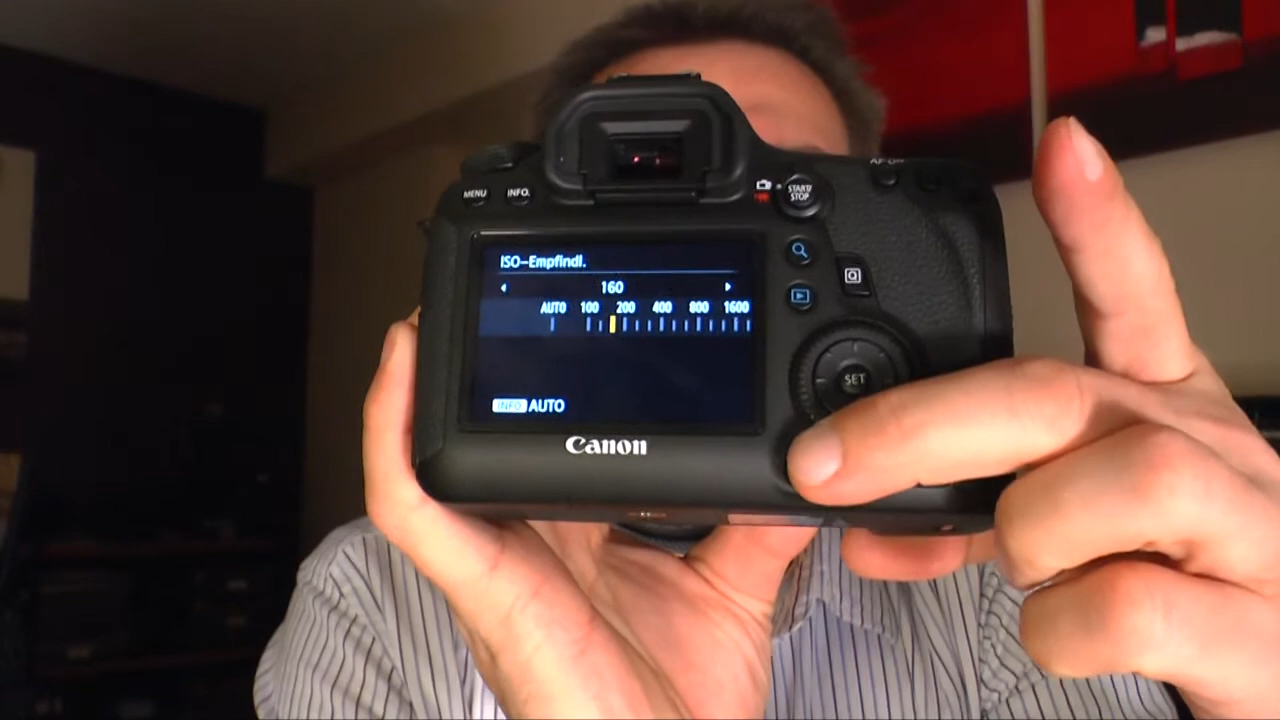 AF-ON
MENU
INFO.
START/
STOP
ISO-Empfindl.
160
AUTO 100 200 400 800 1600
Q
SET
INFO. AUTO
Canon